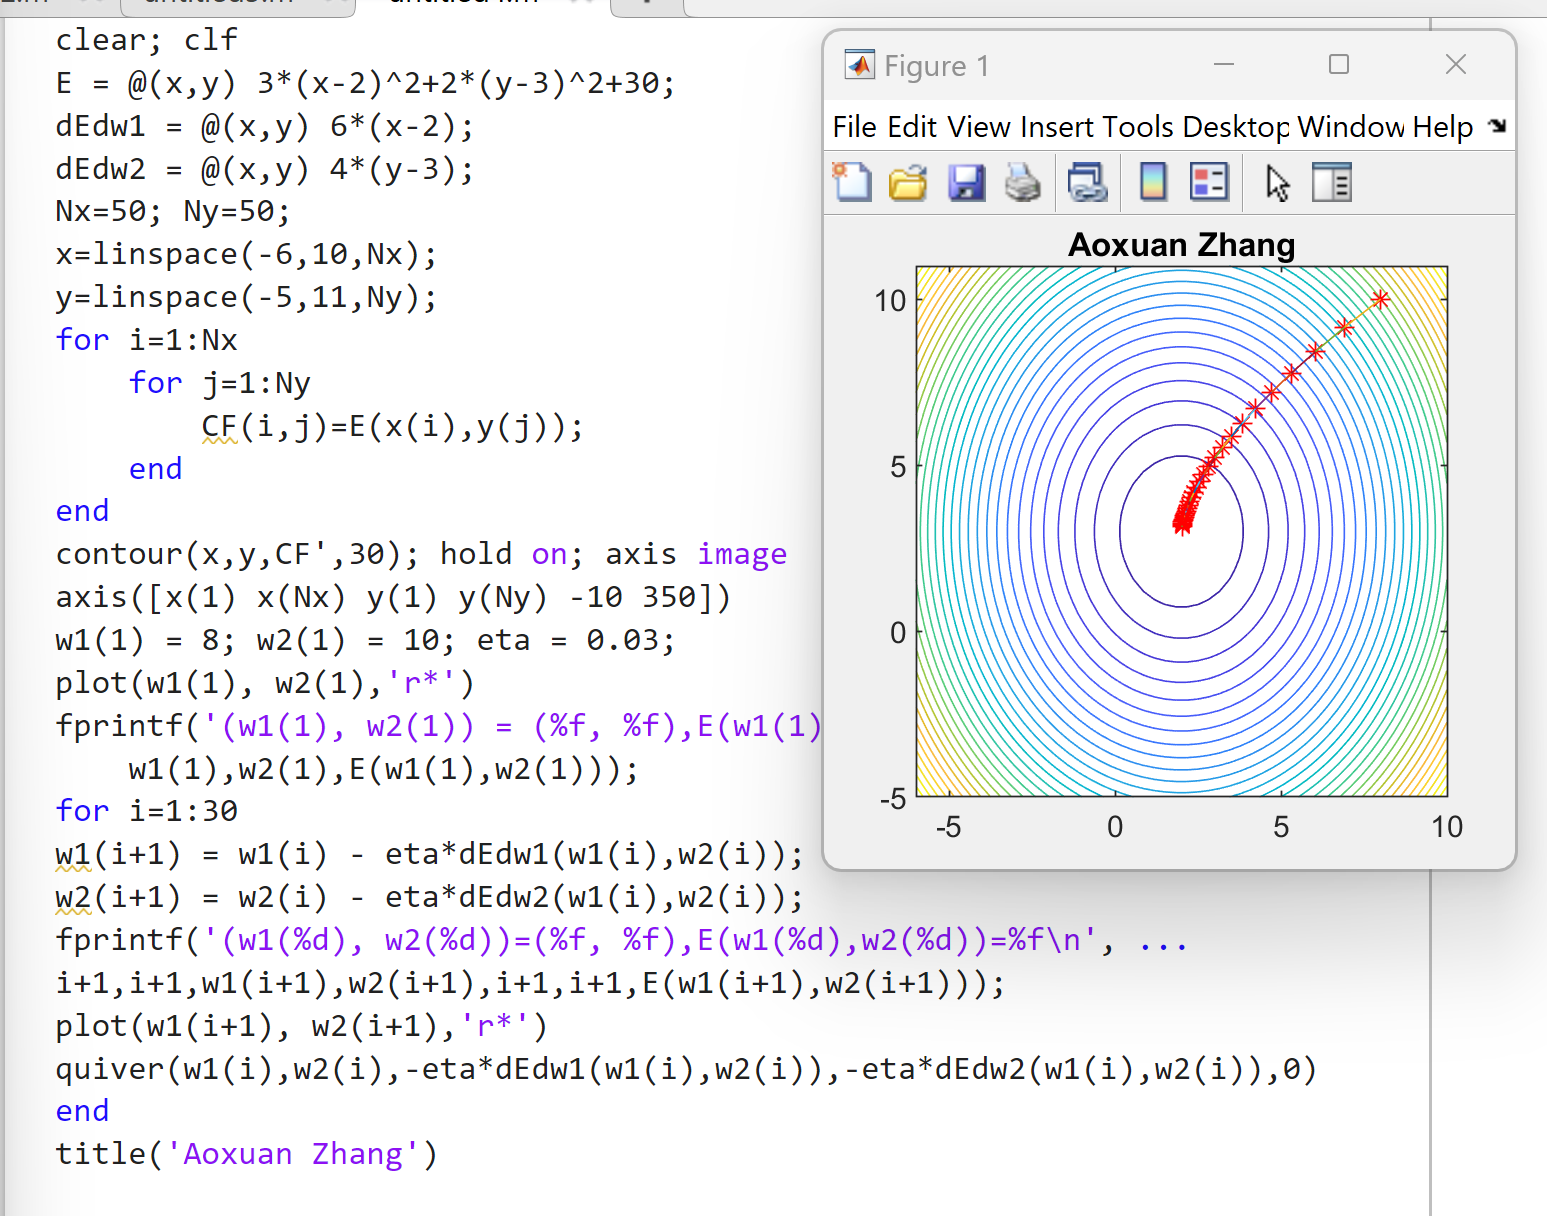 clear; clf
E = @(x,y) 3*(x-2)^2+2*(y-3)^2+30;
dEdw1 = @(x,y) 6*(x-2);
dEdw2 = @(x,y) 4*(y-3);
Nx=50; Ny=50;
x=linspace(-6,10,Nx);
y=linspace(-5,11,Ny);
for i=1:Nx
for j=1:Ny
CF(i,j)=E(x(i),y(j));
end
end
contour(x,y,CF',30); hold on; axis image
axis([x(1) x(Nx) y(1) y(Ny) -10 350])
w1(1) = 8; w2(1) = 10; eta = 0.03;
plot(w1(1), w2(1),'r*')
fprintf('(w1(1), w2(1)) = (%f, %f),E(w1(1)
w1(1),w2(1),E(w1(1),w2(1)));
for i=1:30
w1(i+1) = w1(i) - eta*dEdw1(w1(i),w2(i));
w2(i+1) = w2(i) - eta*dEdw2(w1(i),w2(i));
fprintf('(w1(%d), w2(%d))=(%f, %f),E(w1(%d),w2(%d))=%f\n', ...
i+1,i+1,w1(i+1),w2(i+1),i+1,i+1,E(w1(i+1),w2(i+1)));
plot(w1(i+1), w2(i+1),'r*')
quiver(w1(i),w2(i),-eta*dEdw1(w1(i),w2(i)),-eta*dEdw2(w1(i),w2(i)),0)
end
title('Aoxuan Zhang')
Figure 1
File Edit View Insert Tools Desktop Window Help
Aoxuan Zhang
10
5
0
-5
-5 0 5 10